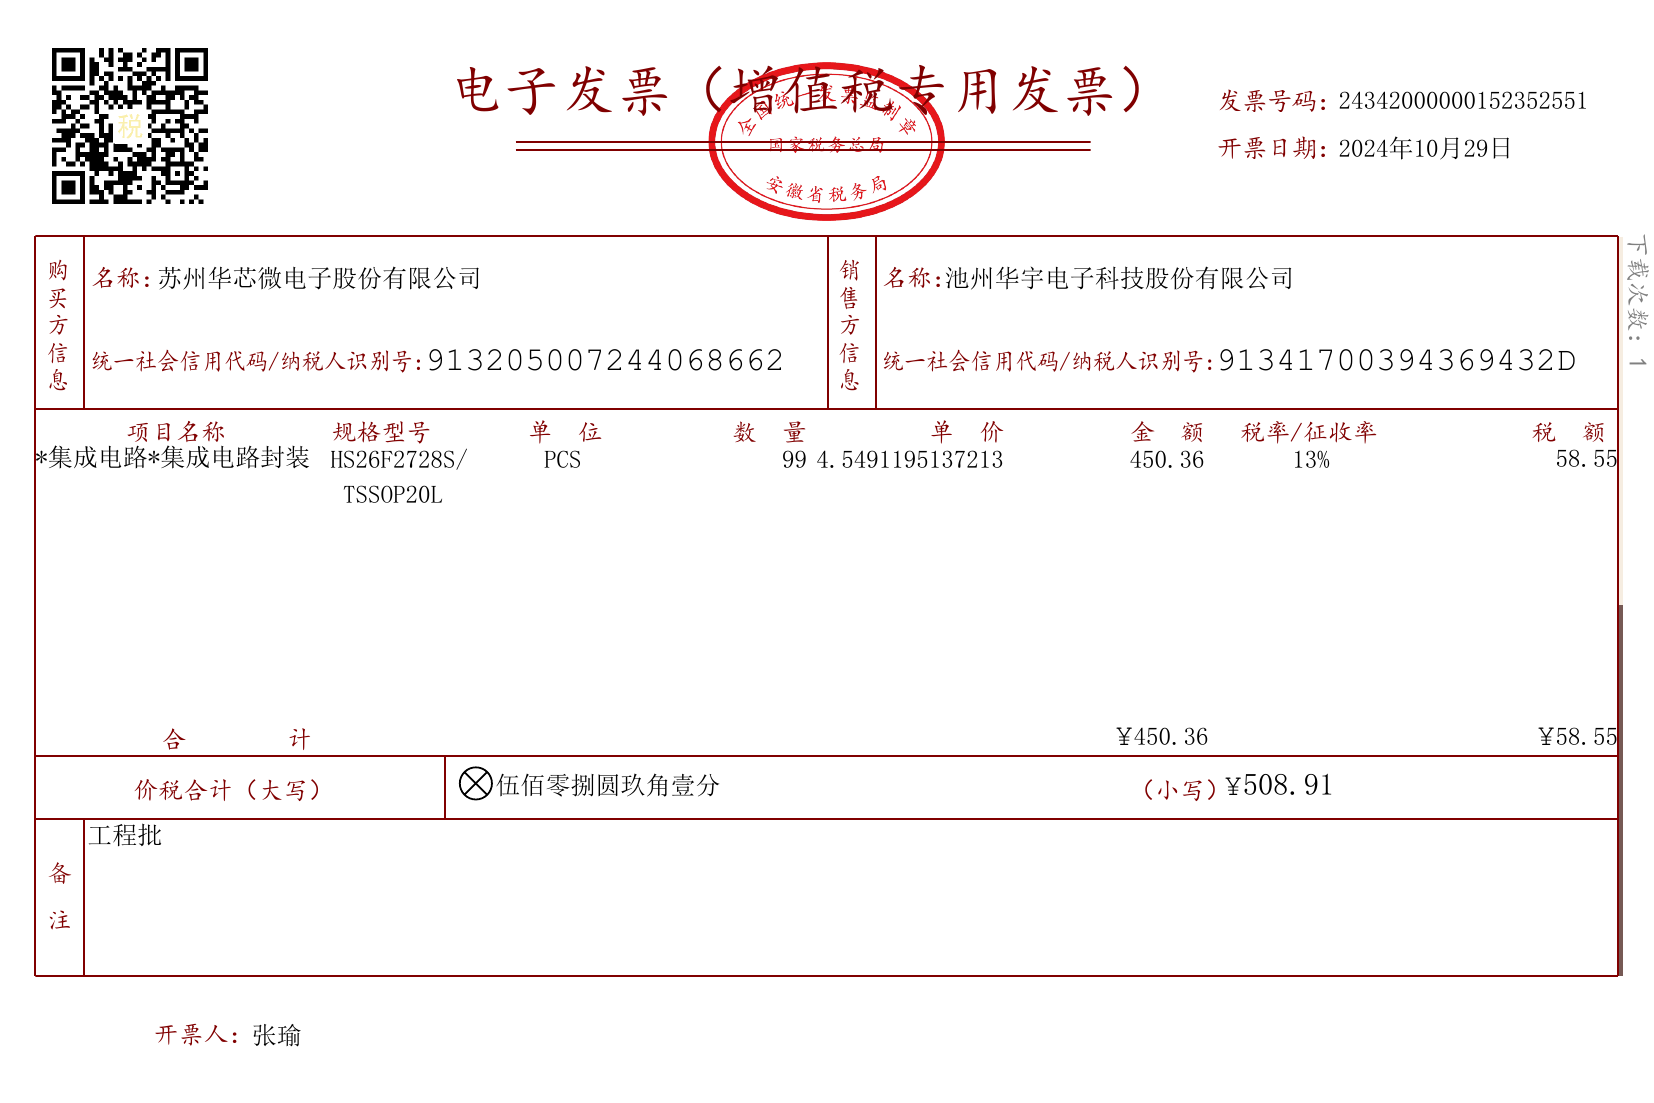 电子发票（增值税专用发票）
全国统一发票监制章
国家税务总局
安徽省税务局
税
发票号码：24342000000152352551
开票日期：2024年10月29日
下载次数：1
购买方信息
名称：苏州华芯微电子股份有限公司
统一社会信用代码/纳税人识别号：913205007244068662
销售方信息
名称：池州华宇电子科技股份有限公司
统一社会信用代码/纳税人识别号：91341700394369432D
项目名称 规格型号 单位 数量 单价 金额 税率/征收率 税额
*集成电路*集成电路封装 HS26F2728S/ PCS 99 4.5491195137213 450.36 13% 58.55
TSSOP20L
合计 ¥450.36 ¥58.55
价税合计（大写） 伍佰零捌圆玖角壹分 （小写）¥508.91
备注
工程批
开票人：张瑜